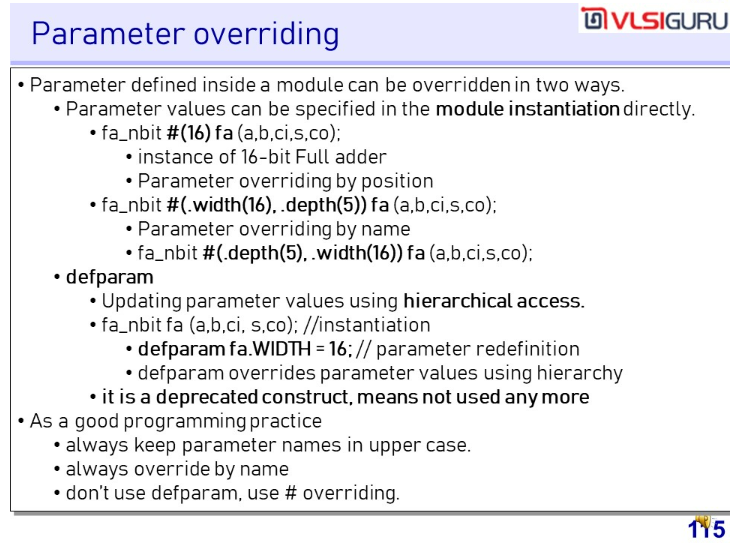 Parameter overriding
VLSIGURU
• Parameter defined inside a module can be overridden in two ways.
• Parameter values can be specified in the module instantiation directly.
• fa_nbit #(16) fa (a,b,ci,s,co);
• instance of 16-bit Full adder
• Parameter overriding by position
• fa_nbit #(.width(16), .depth(5)) fa (a,b,ci,s,co);
• Parameter overriding by name
• fa_nbit #(.depth(5), .width(16)) fa (a,b,ci,s,co);
• defparam
• Updating parameter values using hierarchical access.
• fa_nbit fa (a,b,ci, s,co); //instantiation
• defparam fa.WIDTH = 16; // parameter redefinition
• defparam overrides parameter values using hierarchy
• it is a deprecated construct, means not used any more
• As a good programming practice
• always keep parameter names in upper case.
• always override by name
• don't use defparam, use # overriding.
115